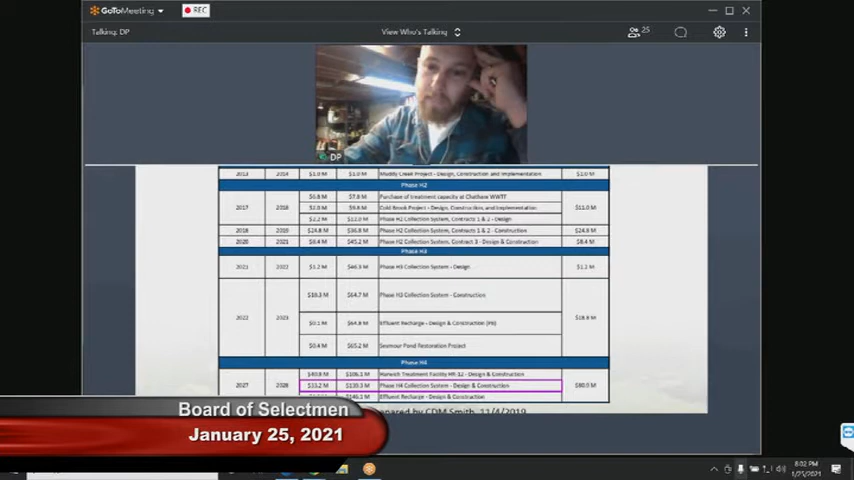 GoToMeeting
REC
Talking: DP
View Who's Talking
25
DP
2013 2014 $1.0 M $1.0 M Muddy Creek Project - Design, Construction and Implementation $1.0 M
Phase H2
2017 2018 $6.8 M $7.8 M Purchase of treatment capacity at Chatham WWTF $11.0 M
$2.0 M $9.8 M Cold Brook Project - Design, Construction, and Implementation
$2.2 M $12.0 M Phase H2 Collection System, Contracts 1 & 2 - Design
2018 2019 $24.8 M $36.8 M Phase H2 Collection System, Contracts 1 & 2 - Construction $24.8 M
2020 2021 $8.4 M $45.2 M Phase H2 Collection System, Contract 3 - Design & Construction $8.4 M
Phase H3
2021 2022 $1.2 M $46.3 M Phase H3 Collection System - Design $1.2 M
2022 2023 $18.3 M $64.7 M Phase H3 Collection System - Construction $18.8 M
$0.1 M $64.8 M Effluent Recharge - Design & Construction
$0.4 M $65.2 M Seymour Pond Restoration Project
Phase H4
2027 2028 $106.1 M Harwich Treatment Facility HR-12 - Design & Construction $80.0 M
$33.2 M $139.3 M Phase H4 Collection System - Design & Construction
Effluent Recharge - Design & Construction
epared by CDM Smith, 11/4/2019
Board of Selectmen
January 25, 2021
8:02 PM
1/25/2021